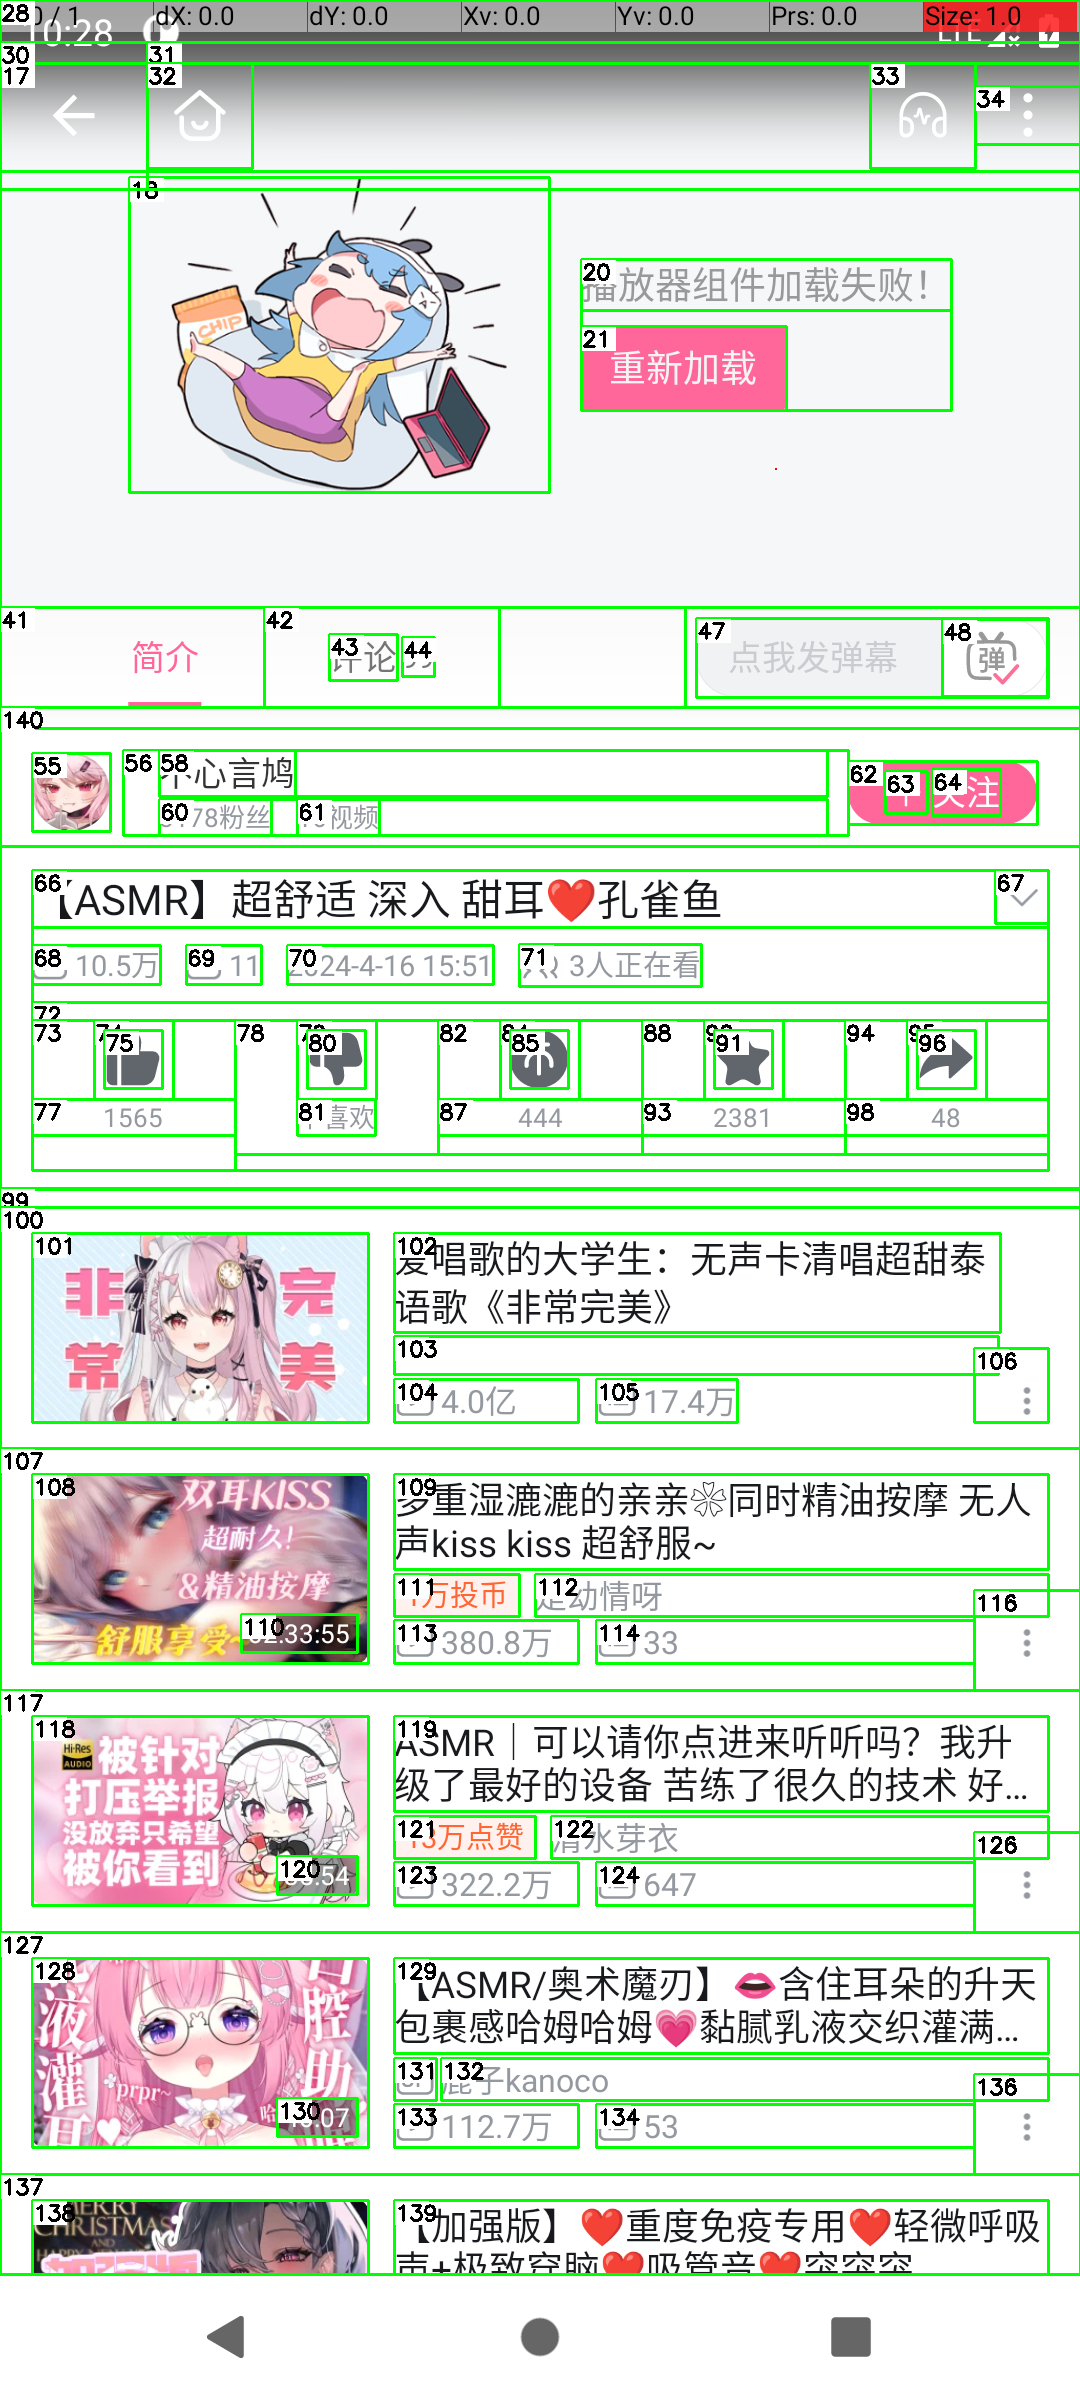 0 / 1 dX: 0.0 dY: 0.0 Xv: 0.0 Yv: 0.0 Prs: 0.0 Size: 1.0
28
10:28 LTE
30 31
17 32 33
34
18
CHIP
20 播放器组件加载失败！
21 重新加载
41 简介 42 43 评论 44 47 点我发弹幕 48 弹
140
55 56 58 不心言鸠 62 63 64 关注
60 78粉丝 61 视频
66 【ASMR】超舒适 深入 甜耳❤️孔雀鱼 67
68 10.5万 69 11 70 2024-4-16 15:51 71 3人正在看
72
73 75 78 80 82 85 88 91 94 96
77 1565 81 喜欢 87 444 93 2381 98 48
99
100
101 非常完美
102 爱唱歌的大学生：无声卡清唱超甜泰
语歌《非常完美》
103
104 4.0亿 105 17.4万 106
107
108 双耳KISS
超耐久！
&精油按摩
舒服享受~
110 :33:55
109 多重湿漉漉的亲亲🍀同时精油按摩 无人
声kiss kiss 超舒服~
111 1万投币 112 是幼情呀
113 380.8万 114 33 116
117
118 Hi-Res AUDIO 被针对
打压举报
没放弃只希望
被你看到
120 :54
119 ASMR｜可以请你点进来听听吗？我升
级了最好的设备 苦练了很久的技术 好...
121 13万点赞 122 清水芽衣
123 322.2万 124 647 126
127
128 液灌耳 口腔助
prpr~
130 :07
129 【ASMR/奥术魔刃】👄含住耳朵的升天
包裹感哈姆哈姆💗黏腻乳液交织灌满...
131 132 鹿子kanoco
133 112.7万 134 53 136
137
138 MERRY
CHRISTMAS
AND
139 【加强版】❤️重度免疫专用❤️轻微呼吸
声+极致穿脑❤️吸管音❤️突突突